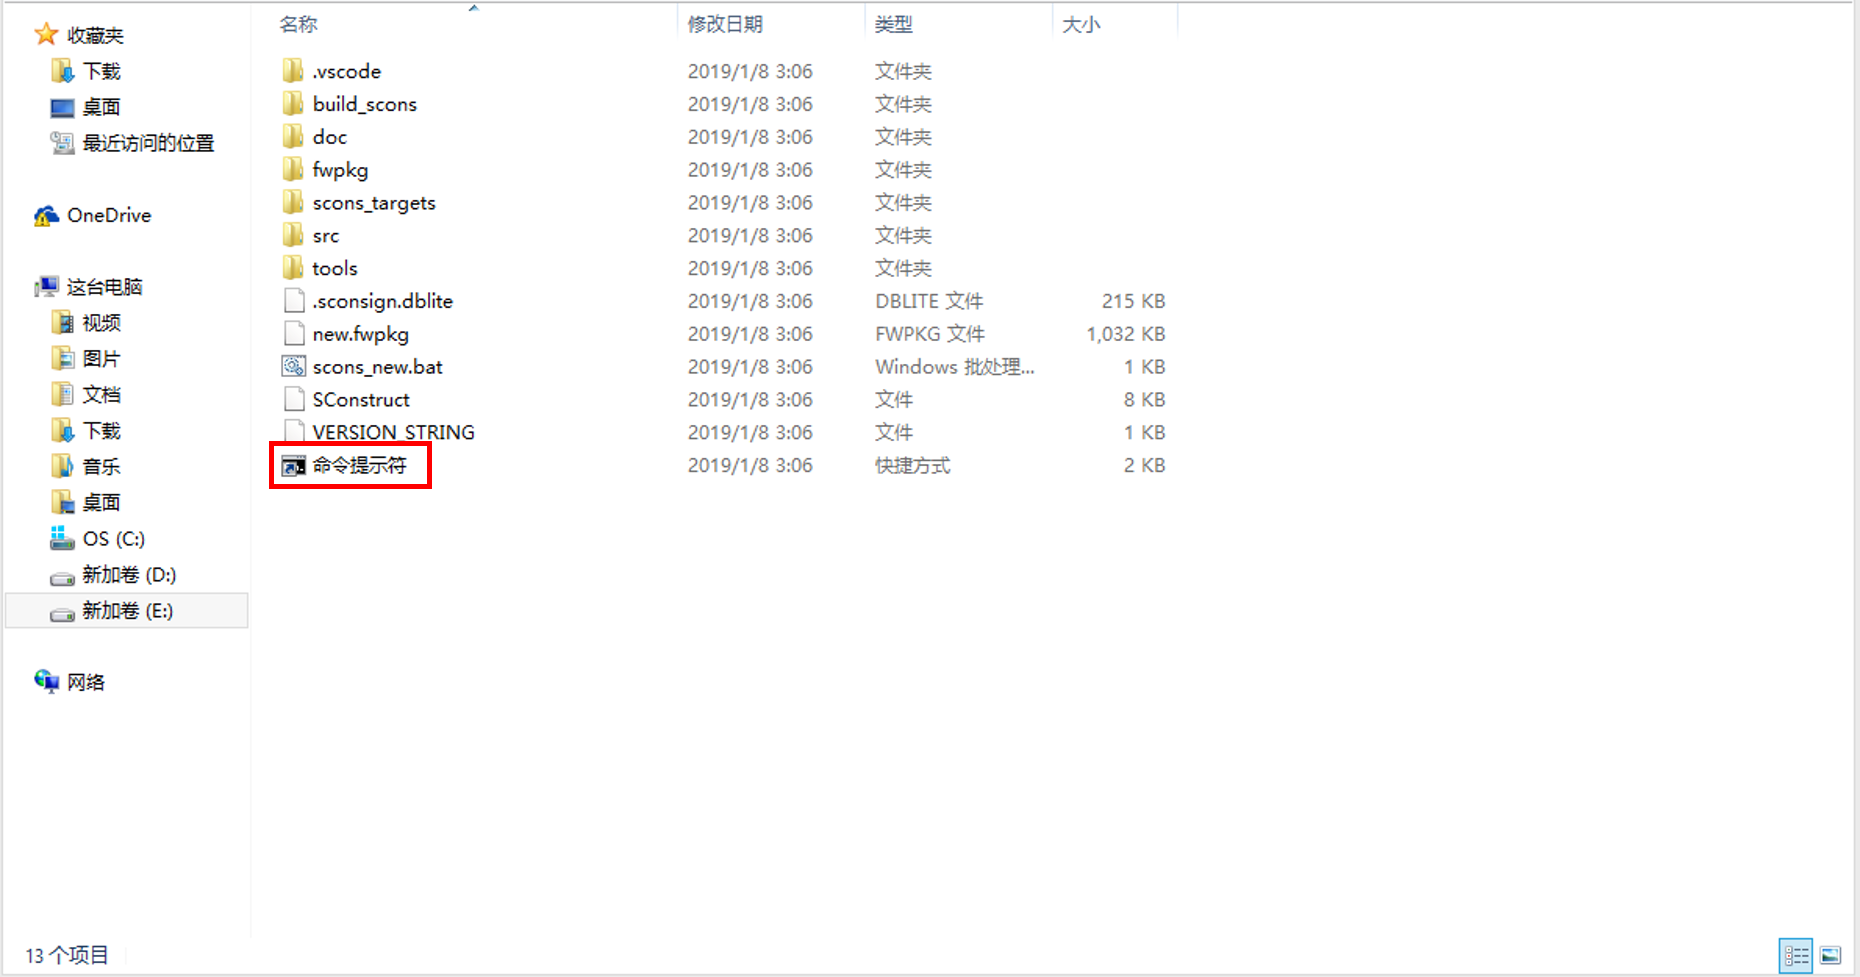 收藏夹
下载
桌面
最近访问的位置
OneDrive
这台电脑
视频
图片
文档
下载
音乐
桌面
OS (C:)
新加卷 (D:)
新加卷 (E:)
网络
名称 修改日期 类型 大小
.vscode 2019/1/8 3:06 文件夹
build_scons 2019/1/8 3:06 文件夹
doc 2019/1/8 3:06 文件夹
fwpkg 2019/1/8 3:06 文件夹
scons_targets 2019/1/8 3:06 文件夹
src 2019/1/8 3:06 文件夹
tools 2019/1/8 3:06 文件夹
.sconsign.dblite 2019/1/8 3:06 DBLITE 文件 215 KB
new.fwpkg 2019/1/8 3:06 FWPKG 文件 1,032 KB
scons_new.bat 2019/1/8 3:06 Windows 批处理... 1 KB
SConstruct 2019/1/8 3:06 文件 8 KB
VERSION_STRING 2019/1/8 3:06 文件 1 KB
命令提示符 2019/1/8 3:06 快捷方式 2 KB
13 个项目